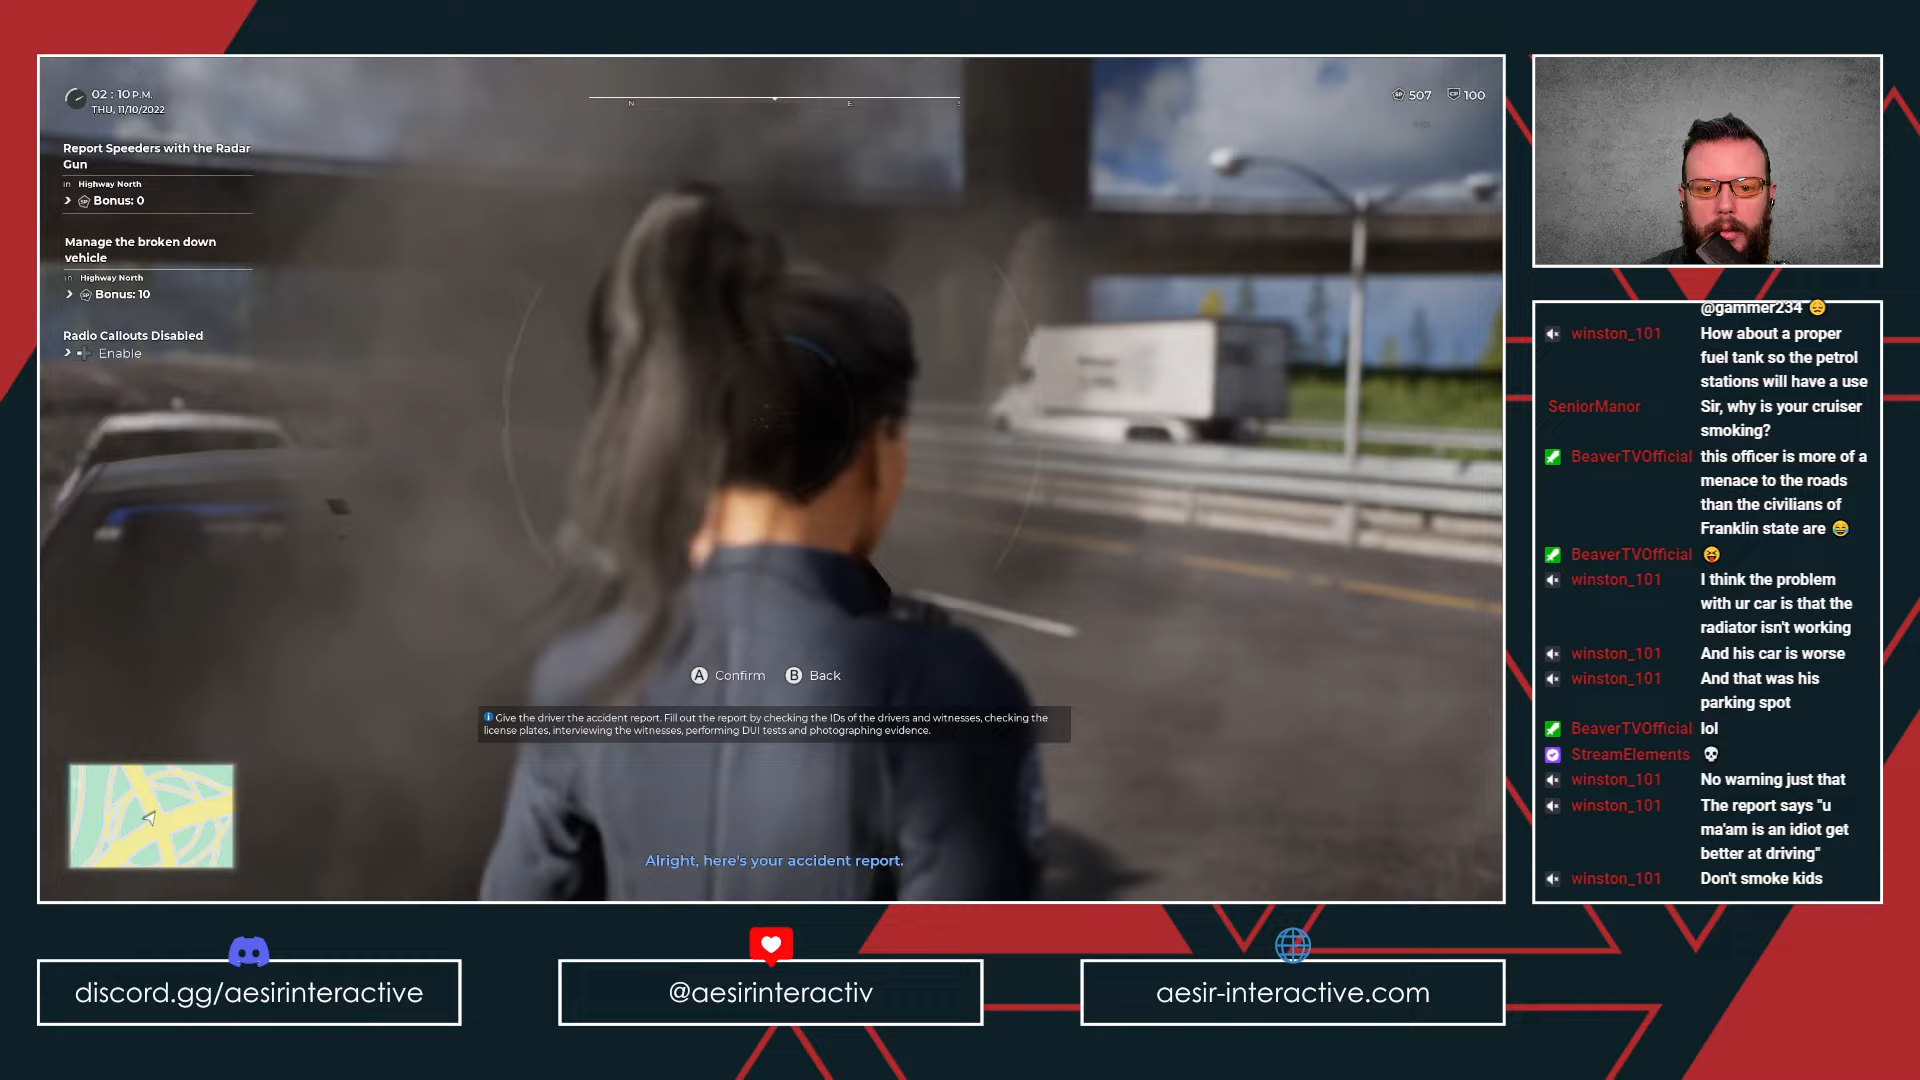 02 : 10 P.M.
THU, 11/10/2022
N
E
S
507
100
Report Speeders with the Radar
Gun
in Highway North
Bonus: 0
Manage the broken down
vehicle
in Highway North
Bonus: 10
Radio Callouts Disabled
Enable
A Confirm B Back
Give the driver the accident report. Fill out the report by checking the IDs of the drivers and witnesses, checking the
license plates, interviewing the witnesses, performing DUI tests and photographing evidence.
Alright, here's your accident report.
@gammer234 😔
winston_101 How about a proper
fuel tank so the petrol
stations will have a use
SeniorManor Sir, why is your cruiser
smoking?
BeaverTVOfficial this officer is more of a
menace to the roads
than the civilians of
Franklin state are 😂
BeaverTVOfficial 😝
winston_101 I think the problem
with ur car is that the
radiator isn't working
winston_101 And his car is worse
winston_101 And that was his
parking spot
BeaverTVOfficial lol
StreamElements 💀
winston_101 No warning just that
winston_101 The report says "u
ma'am is an idiot get
better at driving"
winston_101 Don't smoke kids
discord.gg/aesirinteractive
@aesirinteractiv
aesir-interactive.com